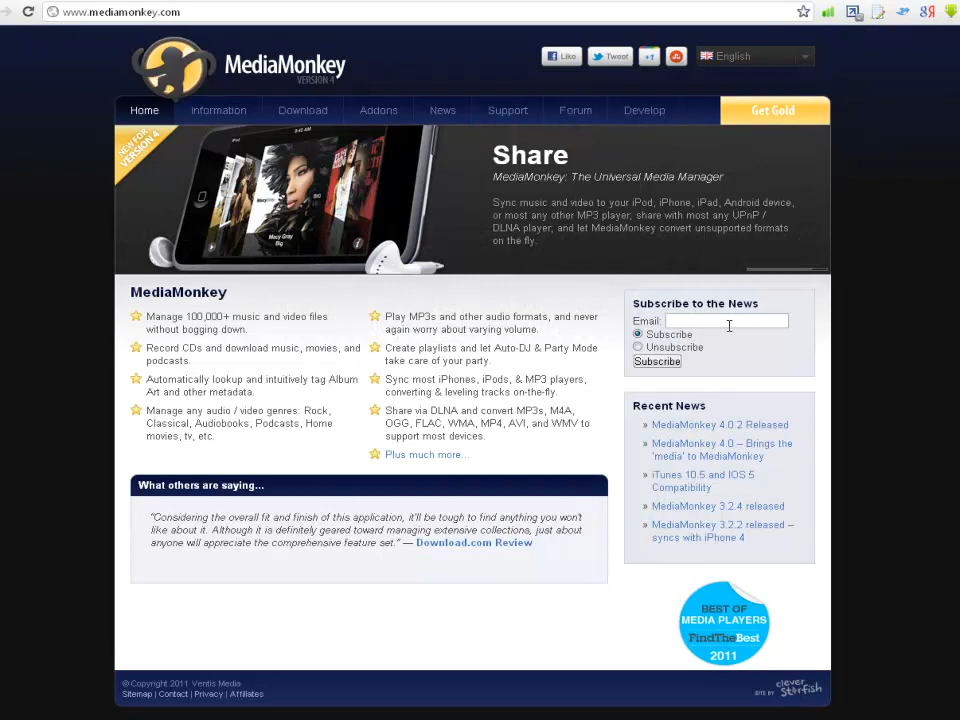 www.mediamonkey.com
MediaMonkey
VERSION 4
Like
Tweet
+1
English
Home
Information
Download
Addons
News
Support
Forum
Develop
Get Gold
NEW FOR
VERSION 4
Share
MediaMonkey: The Universal Media Manager
Sync music and video to your iPod, iPhone, iPad, Android device,
or most any other MP3 player; share with most any UPnP /
DLNA player; and let MediaMonkey convert unsupported formats
on the fly.
Macy Gray
Big
MediaMonkey
Manage 100,000+ music and video files
without bogging down.
Record CDs and download music, movies, and
podcasts.
Automatically lookup and intuitively tag Album
Art and other metadata.
Manage any audio / video genres: Rock,
Classical, Audiobooks, Podcasts, Home
movies, tv, etc.
Play MP3s and other audio formats, and never
again worry about varying volume.
Create playlists and let Auto-DJ & Party Mode
take care of your party.
Sync most iPhones, iPods, & MP3 players,
converting & leveling tracks on-the-fly.
Share via DLNA and convert MP3s, M4A,
OGG, FLAC, WMA, MP4, AVI, and WMV to
support most devices.
Plus much more...
What others are saying...
"Considering the overall fit and finish of this application, it'll be tough to find anything you won't
like about it. Although it is definitely geared toward managing extensive collections, just about
anyone will appreciate the comprehensive feature set." — Download.com Review
Subscribe to the News
Email:
Subscribe
Unsubscribe
Subscribe
Recent News
» MediaMonkey 4.0.2 Released
» MediaMonkey 4.0 – Brings the
'media' to MediaMonkey
» iTunes 10.5 and IOS 5
Compatibility
» MediaMonkey 3.2.4 released
» MediaMonkey 3.2.2 released –
syncs with iPhone 4
BEST OF
MEDIA PLAYERS
FindTheBest
2011
© Copyright 2011 Ventis Media
Sitemap | Contact | Privacy | Affiliates
SITE BY
clever
Starfish